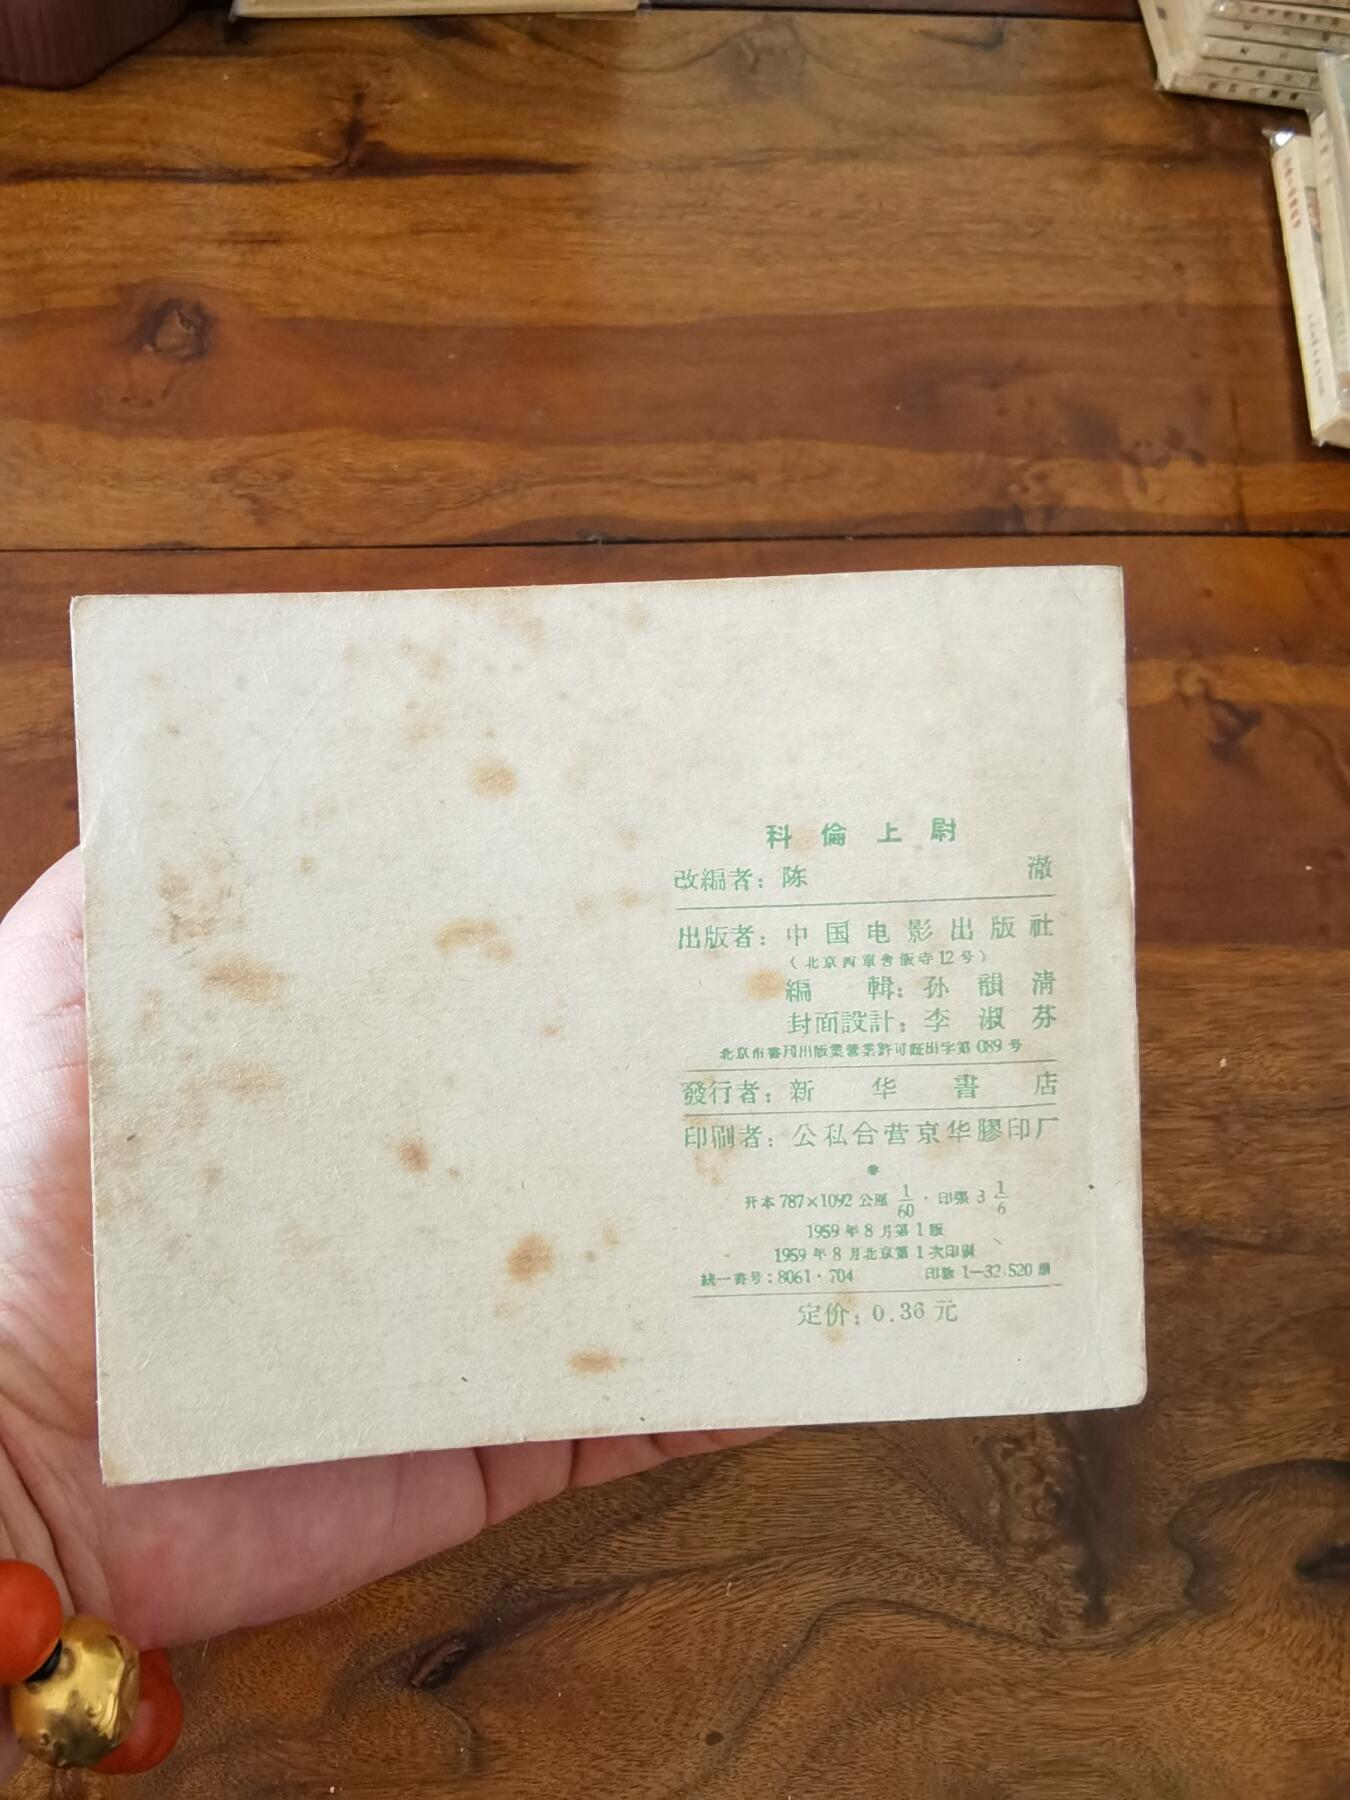 科倫上尉
改編者：陈澈
出版者：中国电影出版社
（北京西單舍飯寺12号）
編輯：孙韻清
封面設計：李淑芬
北京市書刊出版業營業許可証出字第089号
發行者：新华書店
印刷者：公私合营京华膠印厂
开本787×1092公厘 1/60·印張3 1/6
1959年8月第1版
1959年8月北京第1次印刷
統一書号：8061·704 印數1—32,520册
定价：0.36元